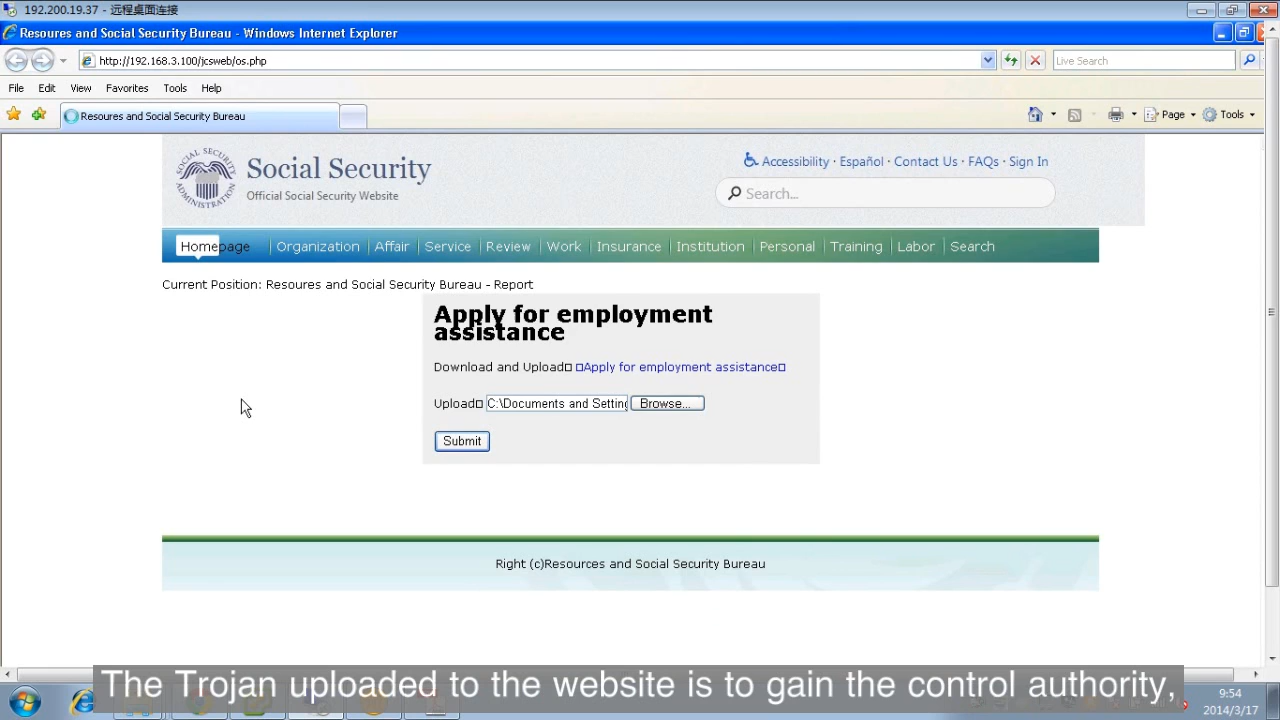 192.200.19.37 - 远程桌面连接
Resoures and Social Security Bureau - Windows Internet Explorer
http://192.168.3.100/jcsweb/os.php
Live Search
File Edit View Favorites Tools Help
Resoures and Social Security Bureau
Page Tools
SOCIAL SECURITY ADMINISTRATION
Social Security
Official Social Security Website
Accessibility · Español · Contact Us · FAQs · Sign In
Search...
Homepage | Organization | Affair | Service | Review | Work | Insurance | Institution | Personal | Training | Labor | Search
Current Position: Resoures and Social Security Bureau - Report
Apply for employment
assistance
Download and Upload□ □Apply for employment assistance□
Upload□ C:\Documents and Setting Browse...
Submit
Right (c)Resources and Social Security Bureau
The Trojan uploaded to the website is to gain the control authority,
9:54
2014/3/17